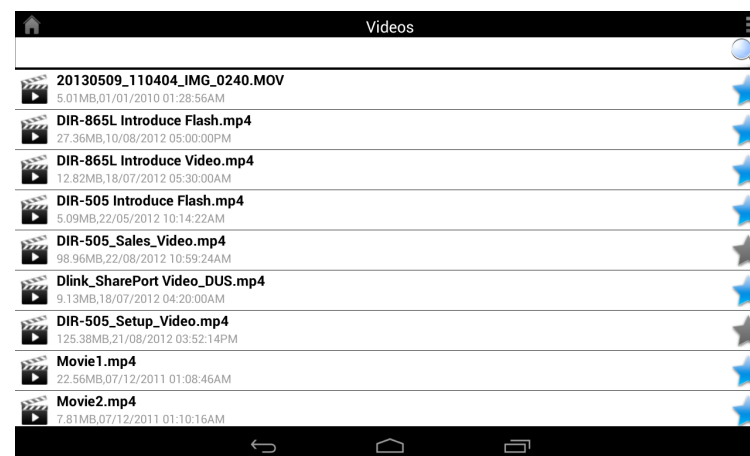 Videos
20130509_110404_IMG_0240.MOV
5.01MB,01/01/2010 01:28:56AM
DIR-865L Introduce Flash.mp4
27.36MB,10/08/2012 05:00:00PM
DIR-865L Introduce Video.mp4
12.82MB,18/07/2012 05:30:00AM
DIR-505 Introduce Flash.mp4
5.09MB,22/05/2012 10:14:22AM
DIR-505_Sales_Video.mp4
98.96MB,22/08/2012 10:59:24AM
Dlink_SharePort Video_DUS.mp4
9.13MB,18/07/2012 04:20:00AM
DIR-505_Setup_Video.mp4
125.38MB,21/08/2012 03:52:14PM
Movie1.mp4
22.56MB,07/12/2011 01:08:46AM
Movie2.mp4
7.81MB,07/12/2011 01:10:16AM